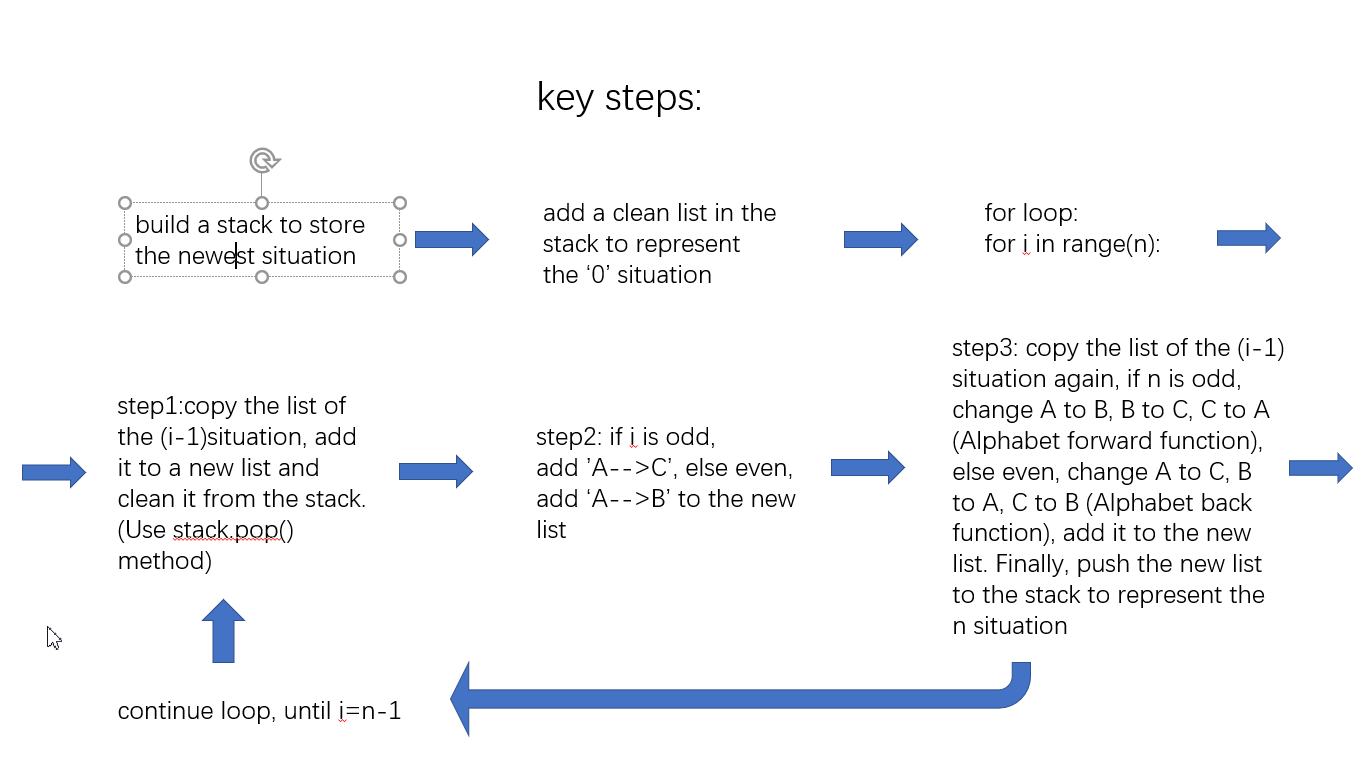 key steps:
build a stack to store
the newest situation
add a clean list in the
stack to represent
the ‘0’ situation
for loop:
for i in range(n):
step1:copy the list of
the (i-1)situation, add
it to a new list and
clean it from the stack.
(Use stack.pop()
method)
step2: if i is odd,
add ’A-->C’, else even,
add ‘A-->B’ to the new
list
step3: copy the list of the (i-1)
situation again, if n is odd,
change A to B, B to C, C to A
(Alphabet forward function),
else even, change A to C, B
to A, C to B (Alphabet back
function), add it to the new
list. Finally, push the new list
to the stack to represent the
n situation
continue loop, until i=n-1